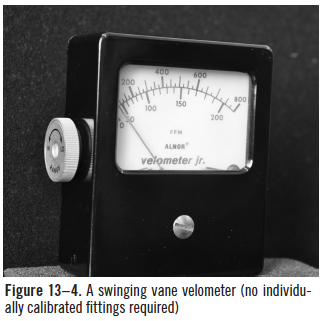 400 600
200 800
100 150 200
0 50
FPM
ALNOR®
velometer jr.
Figure 13–4. A swinging vane velometer (no individu-
ally calibrated fittings required)